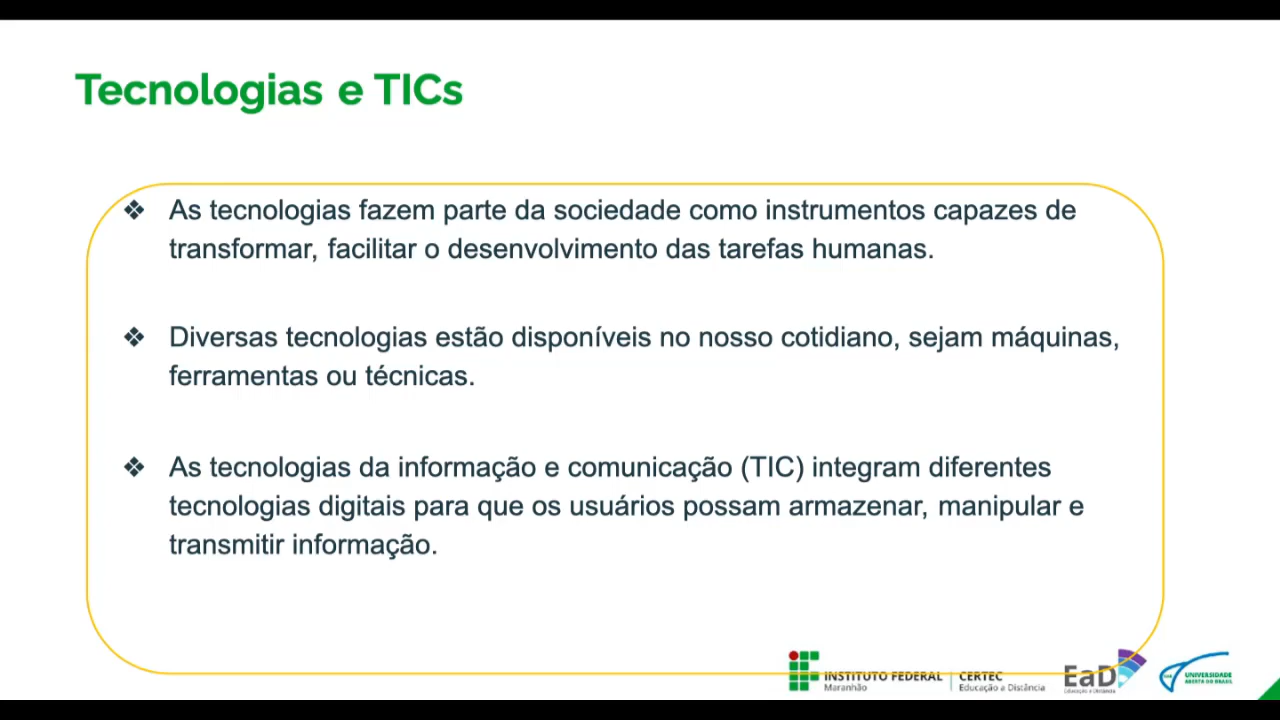 Tecnologias e TICs
❖ As tecnologias fazem parte da sociedade como instrumentos capazes de
transformar, facilitar o desenvolvimento das tarefas humanas.
❖ Diversas tecnologias estão disponíveis no nosso cotidiano, sejam máquinas,
ferramentas ou técnicas.
❖ As tecnologias da informação e comunicação (TIC) integram diferentes
tecnologias digitais para que os usuários possam armazenar, manipular e
transmitir informação.
INSTITUTO FEDERAL
Maranhão
CERTEC
Educação a Distância
EaD
Educação a Distância
UNIVERSIDADE
ABERTA DO BRASIL